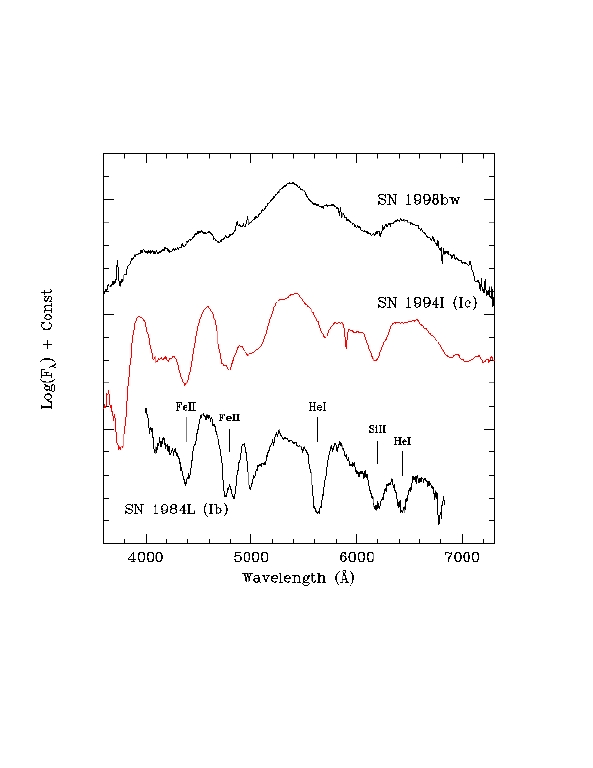 SN 1998bw
SN 1994I (Ic)
Log(Fλ) + Const
FeII
FeII
HeI
SiII
HeI
SN 1984L (Ib)
4000 5000 6000 7000
Wavelength (Å)